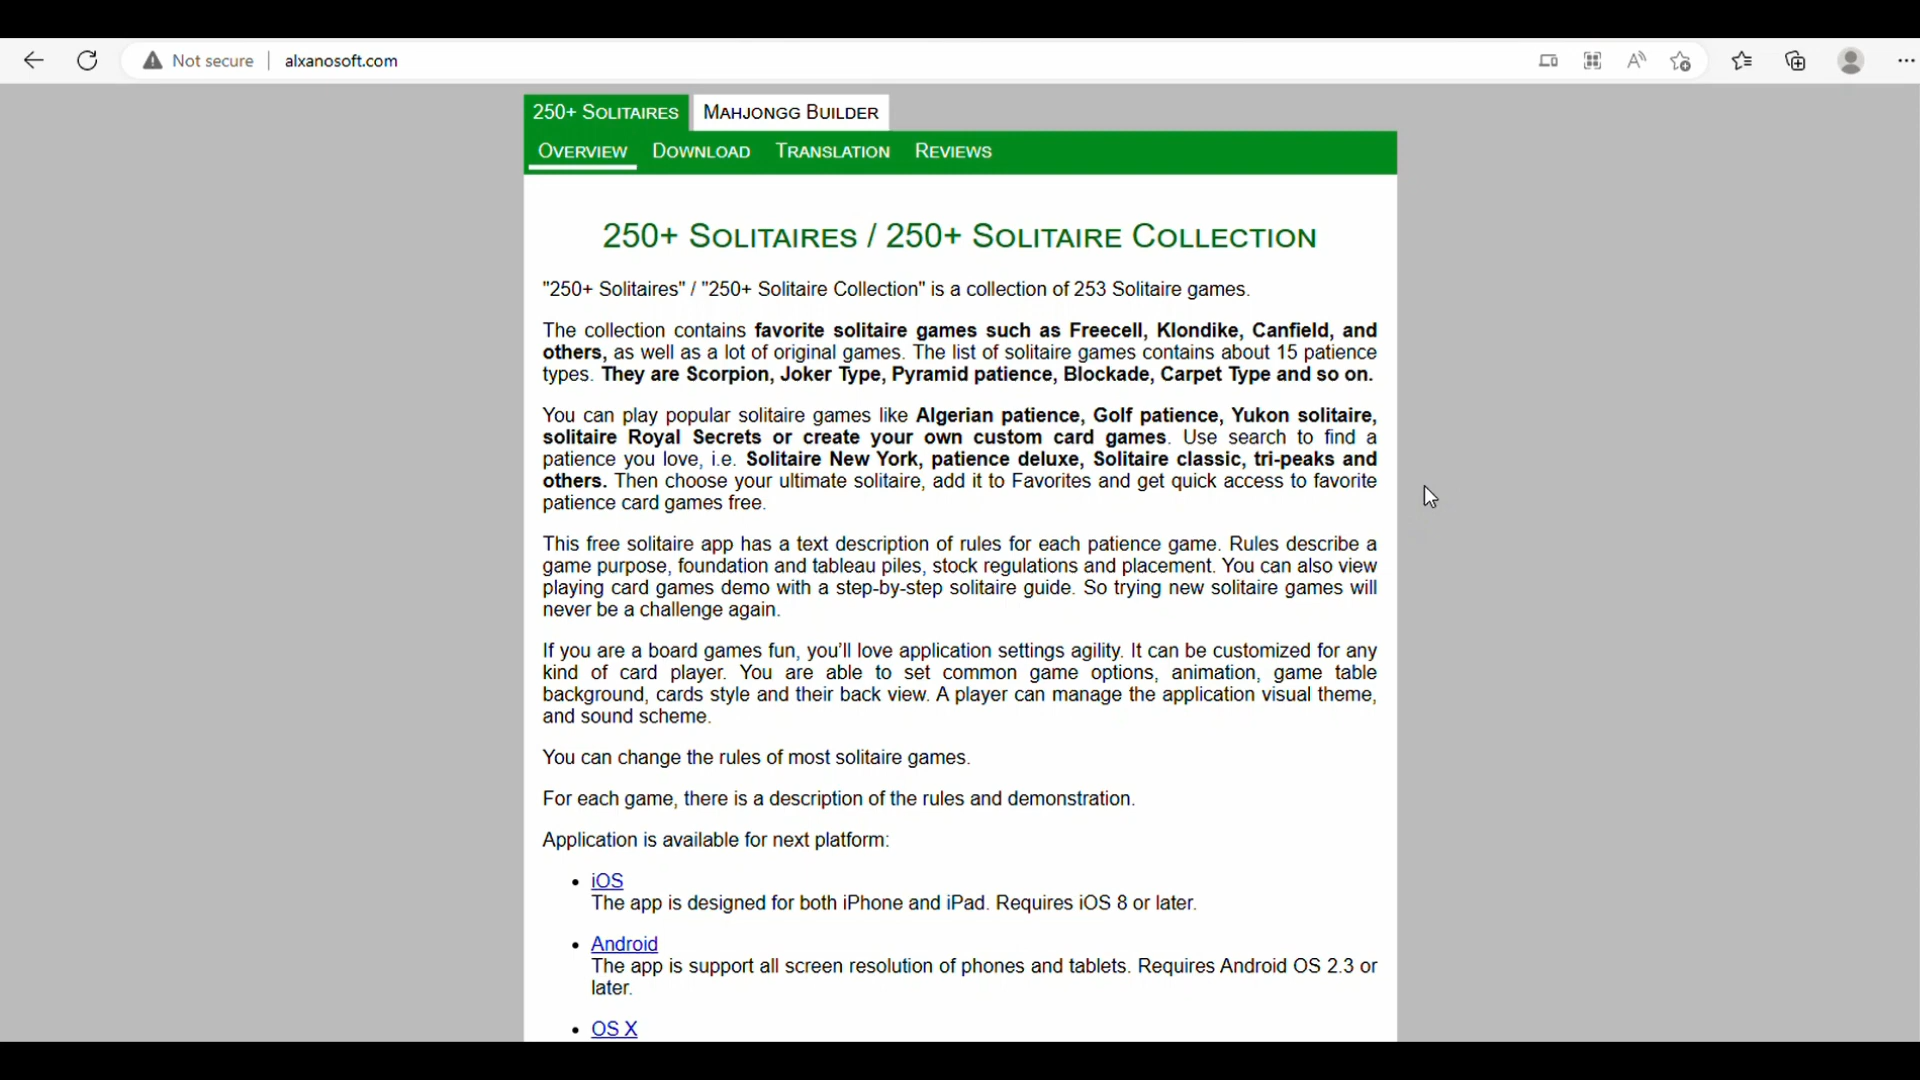 Not secure | alxanosoft.com
250+ Solitaires Mahjongg Builder
Overview Download Translation Reviews
250+ Solitaires / 250+ Solitaire Collection
"250+ Solitaires" / "250+ Solitaire Collection" is a collection of 253 Solitaire games.
The collection contains favorite solitaire games such as Freecell, Klondike, Canfield, and
others, as well as a lot of original games. The list of solitaire games contains about 15 patience
types. They are Scorpion, Joker Type, Pyramid patience, Blockade, Carpet Type and so on.
You can play popular solitaire games like Algerian patience, Golf patience, Yukon solitaire,
solitaire Royal Secrets or create your own custom card games. Use search to find a
patience you love, i.e. Solitaire New York, patience deluxe, Solitaire classic, tri-peaks and
others. Then choose your ultimate solitaire, add it to Favorites and get quick access to favorite
patience card games free.
This free solitaire app has a text description of rules for each patience game. Rules describe a
game purpose, foundation and tableau piles, stock regulations and placement. You can also view
playing card games demo with a step-by-step solitaire guide. So trying new solitaire games will
never be a challenge again.
If you are a board games fun, you'll love application settings agility. It can be customized for any
kind of card player. You are able to set common game options, animation, game table
background, cards style and their back view. A player can manage the application visual theme,
and sound scheme.
You can change the rules of most solitaire games.
For each game, there is a description of the rules and demonstration.
Application is available for next platform:
• iOS
The app is designed for both iPhone and iPad. Requires iOS 8 or later.
• Android
The app is support all screen resolution of phones and tablets. Requires Android OS 2.3 or
later.
• OS X